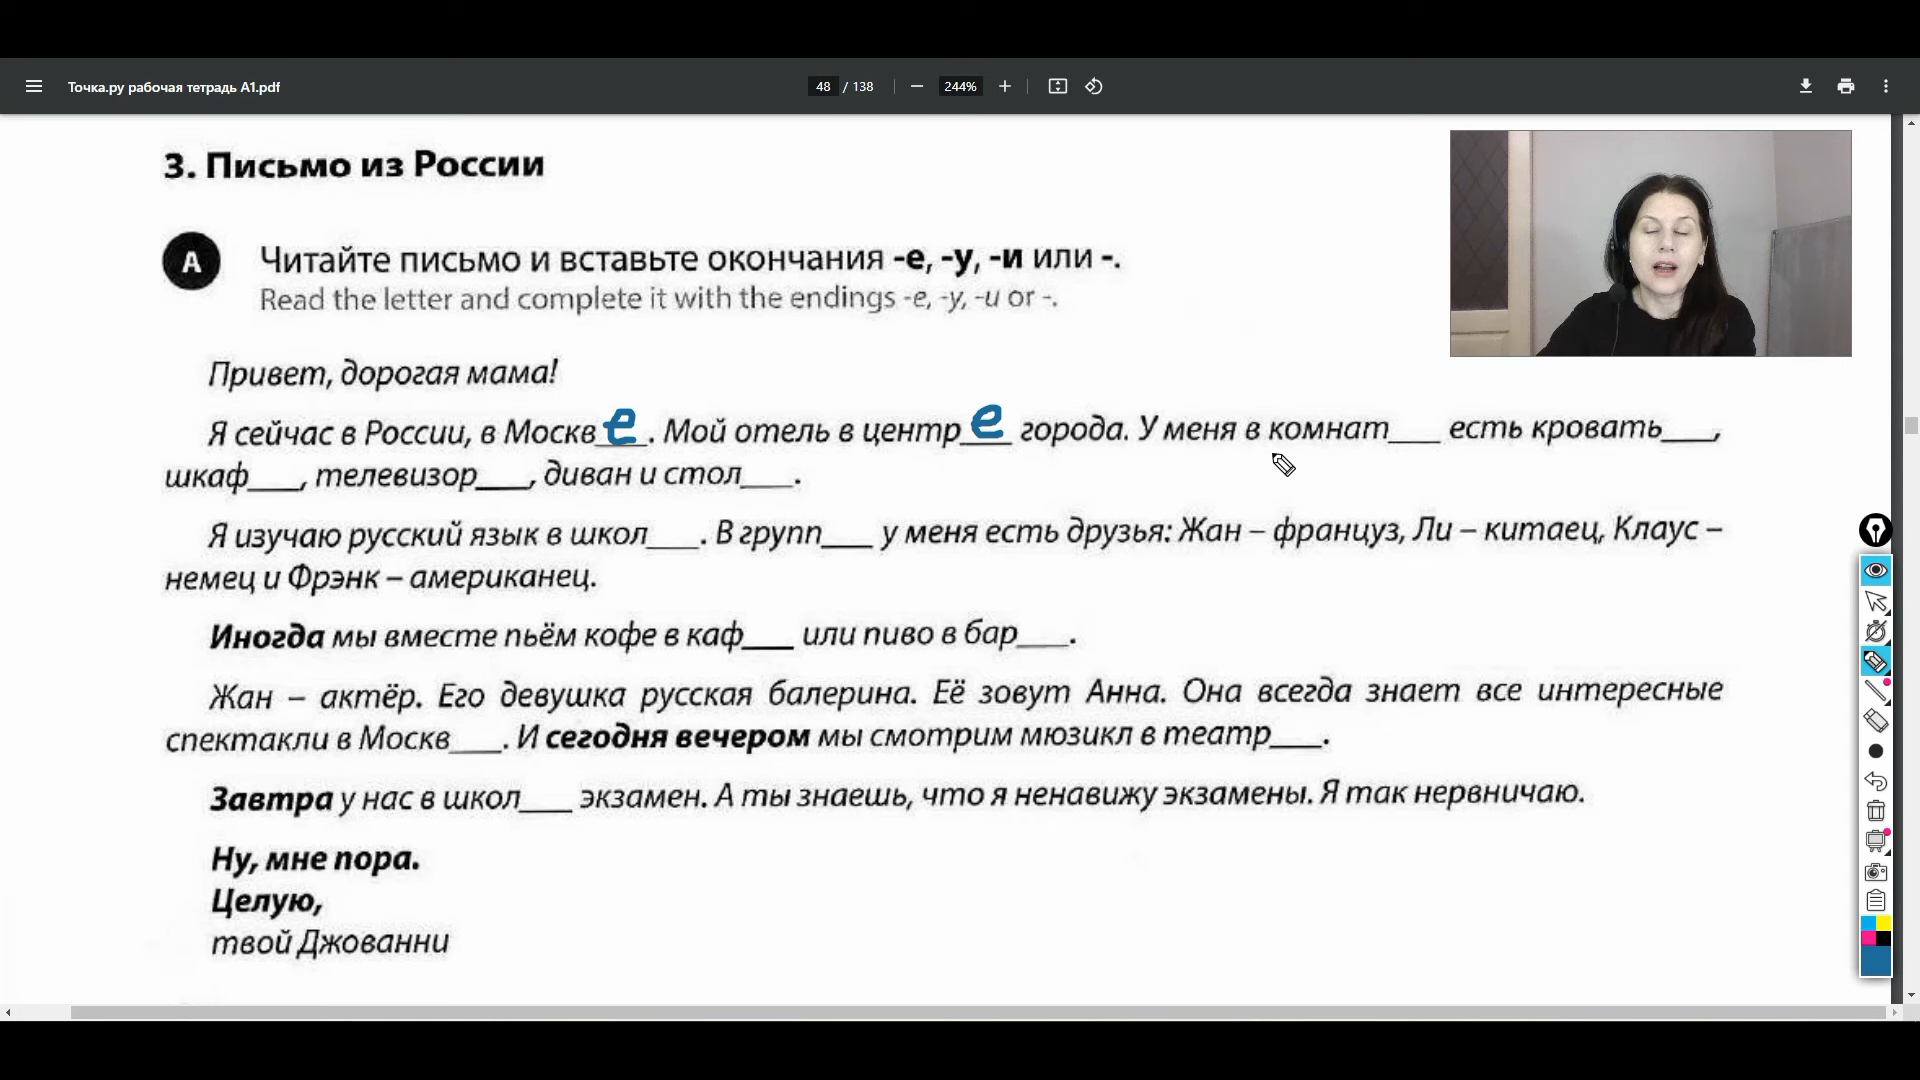 Точка.ру рабочая тетрадь A1.pdf
48 / 138
244%
3. Письмо из России
A Читайте письмо и вставьте окончания -е, -у, -и или -.
Read the letter and complete it with the endings -е, -у, -и or -.
Привет, дорогая мама!
Я сейчас в России, в Москв_е_. Мой отель в центр_е_ города. У меня в комнат___ есть кровать___,
шкаф___, телевизор___, диван и стол___.
Я изучаю русский язык в школ___. В групп___ у меня есть друзья: Жан – француз, Ли – китаец, Клаус –
немец и Фрэнк – американец.
Иногда мы вместе пьём кофе в каф___ или пиво в бар___.
Жан – актёр. Его девушка русская балерина. Её зовут Анна. Она всегда знает все интересные
спектакли в Москв___. И сегодня вечером мы смотрим мюзикл в театр___.
Завтра у нас в школ___ экзамен. А ты знаешь, что я ненавижу экзамены. Я так нервничаю.
Ну, мне пора.
Целую,
твой Джованни